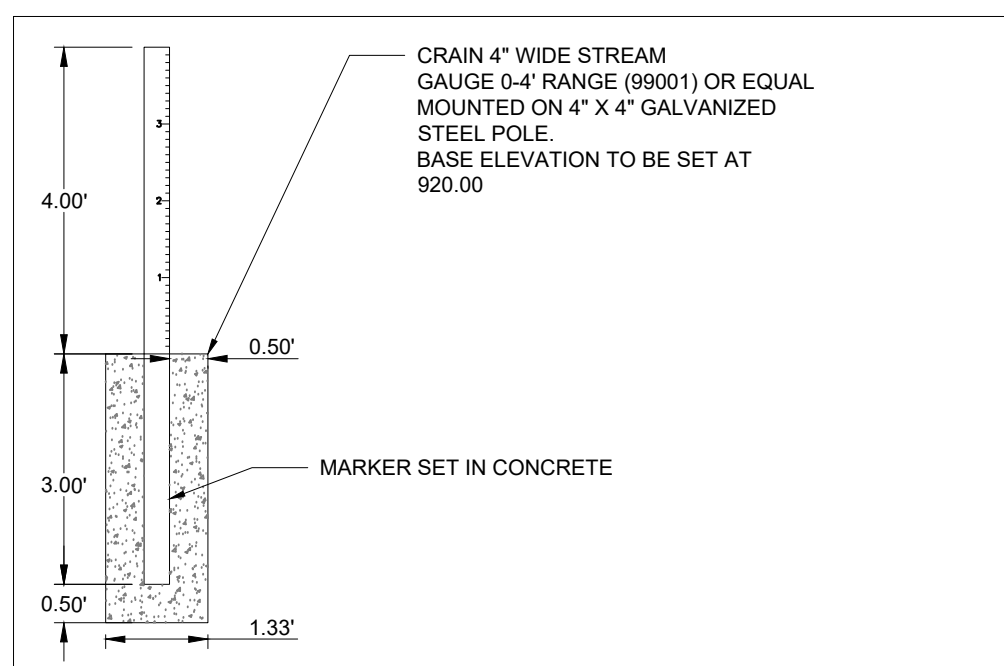 CRAIN 4" WIDE STREAM
GAUGE 0-4' RANGE (99001) OR EQUAL
MOUNTED ON 4" X 4" GALVANIZED
STEEL POLE.
BASE ELEVATION TO BE SET AT
920.00
3
4.00'
2
1
0.50'
MARKER SET IN CONCRETE
3.00'
0.50'
1.33'